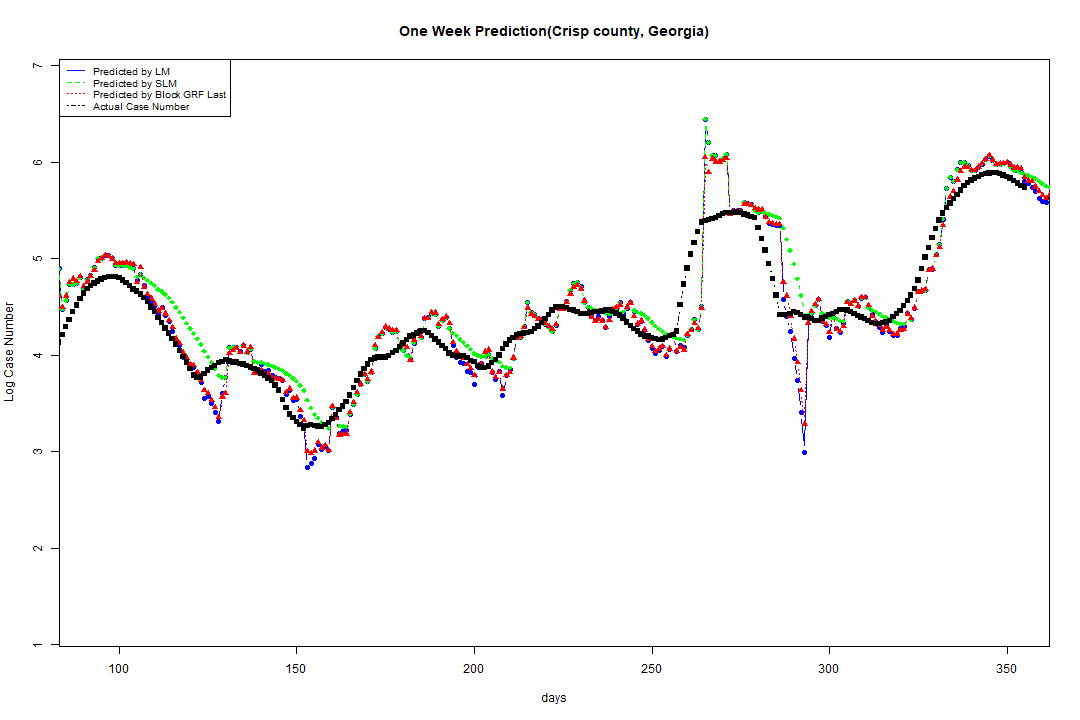 One Week Prediction(Crisp county, Georgia)
7
Predicted by LM
Predicted by SLM
Predicted by Block GRF Last
Actual Case Number
6
5
4
3
2
1
Log Case Number
100 150 200 250 300 350
days